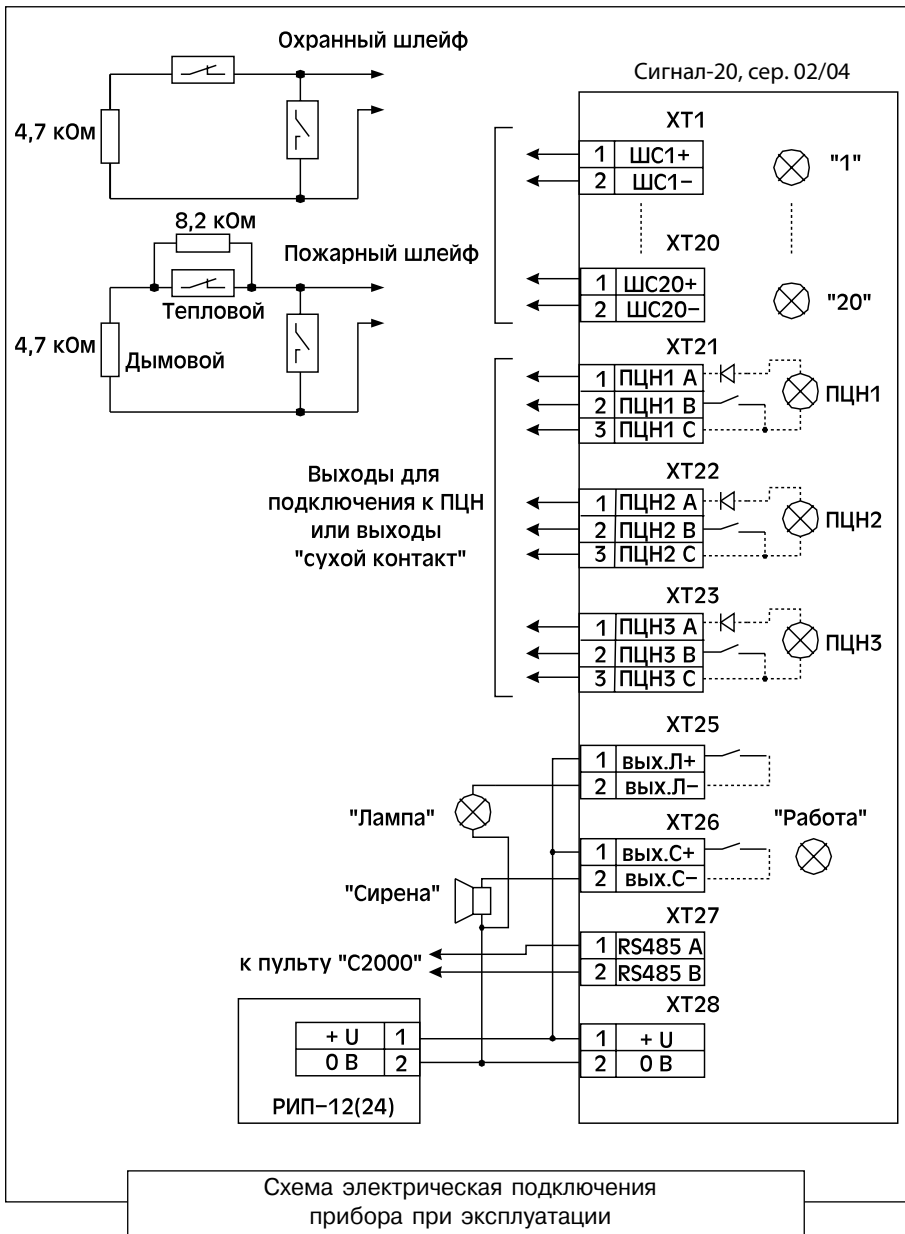 Охранный шлейф
4,7 кОм
8,2 кОм
Пожарный шлейф
Тепловой
4,7 кОм
Дымовой
Выходы для
подключения к ПЦН
или выходы
"сухой контакт"
"Лампа"
"Сирена"
к пульту "С2000"
+ U 1
0 В 2
РИП-12(24)
Сигнал-20, сер. 02/04
XT1
1 ШС1+
2 ШС1−
"1"
XT20
1 ШС20+
2 ШС20−
"20"
XT21
1 ПЦН1 А
2 ПЦН1 В
3 ПЦН1 С
ПЦН1
XT22
1 ПЦН2 А
2 ПЦН2 В
3 ПЦН2 С
ПЦН2
XT23
1 ПЦН3 А
2 ПЦН3 В
3 ПЦН3 С
ПЦН3
XT25
1 вых.Л+
2 вых.Л−
XT26
1 вых.С+
2 вых.С−
"Работа"
XT27
1 RS485 A
2 RS485 B
XT28
1 + U
2 0 В
Схема электрическая подключения
прибора при эксплуатации